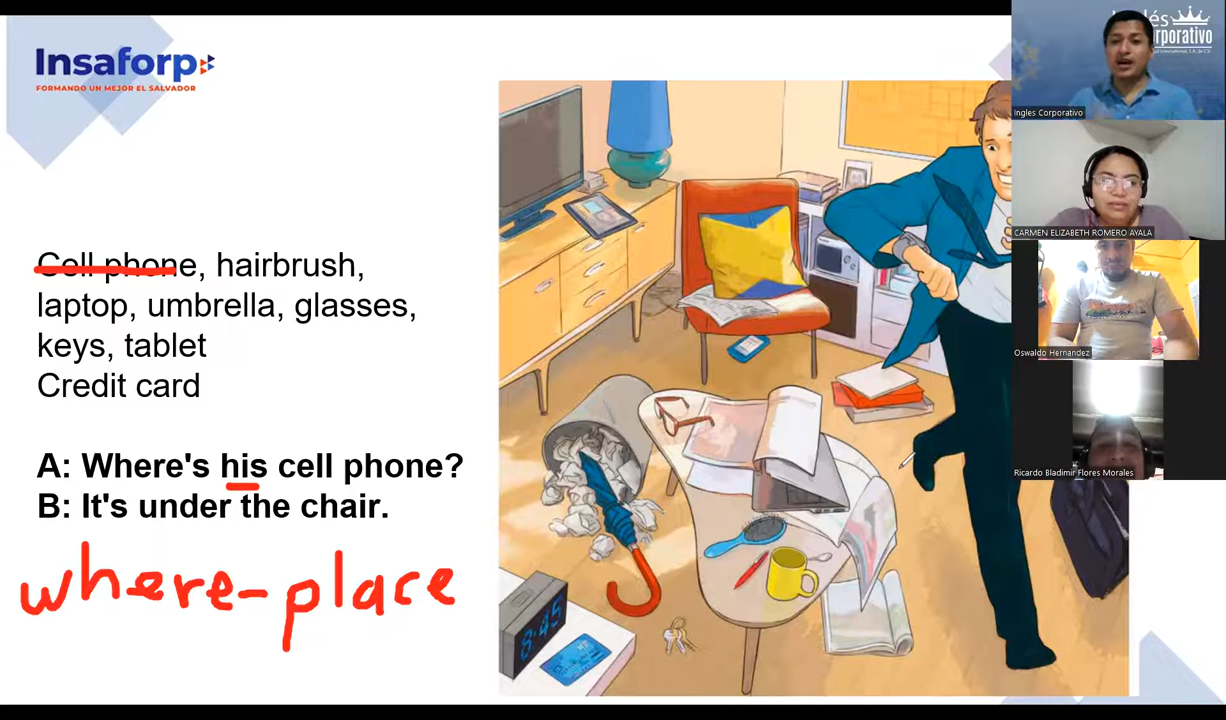 Insaforp
FORMANDO UN MEJOR EL SALVADOR
Cell phone, hairbrush,
laptop, umbrella, glasses,
keys, tablet
Credit card
A: Where's his cell phone?
B: It's under the chair.
where-place
8:45
Ingles Corporativo
CARMEN ELIZABETH ROMERO AYALA
Oswaldo Hernandez
Ricardo Bladimir Flores Morales